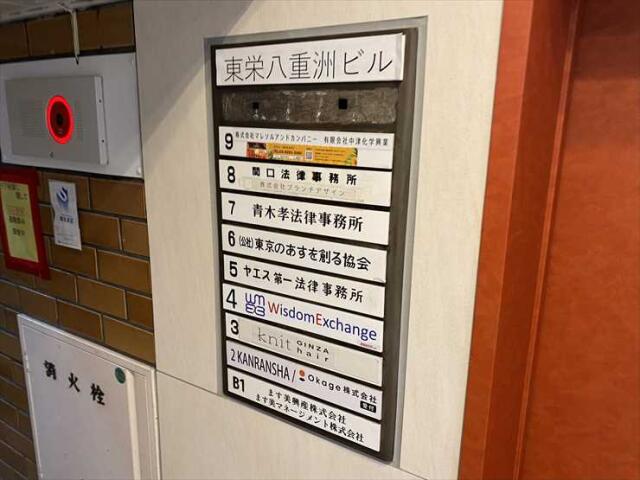 東栄八重洲ビル
9 株式会社マレソルアンドカンパニー 有限会社中津化学興業
8 関口法律事務所
株式会社ブランチデザイン
7 青木孝法律事務所
6 (公社)東京のあすを創る協会
5 ヤエス第一法律事務所
4 WisdomExchange
3 knit GINZA hair
2 KANRANSHA / Okage株式会社
受付
B1 ます美興産株式会社
ます美マネージメント株式会社
消火栓